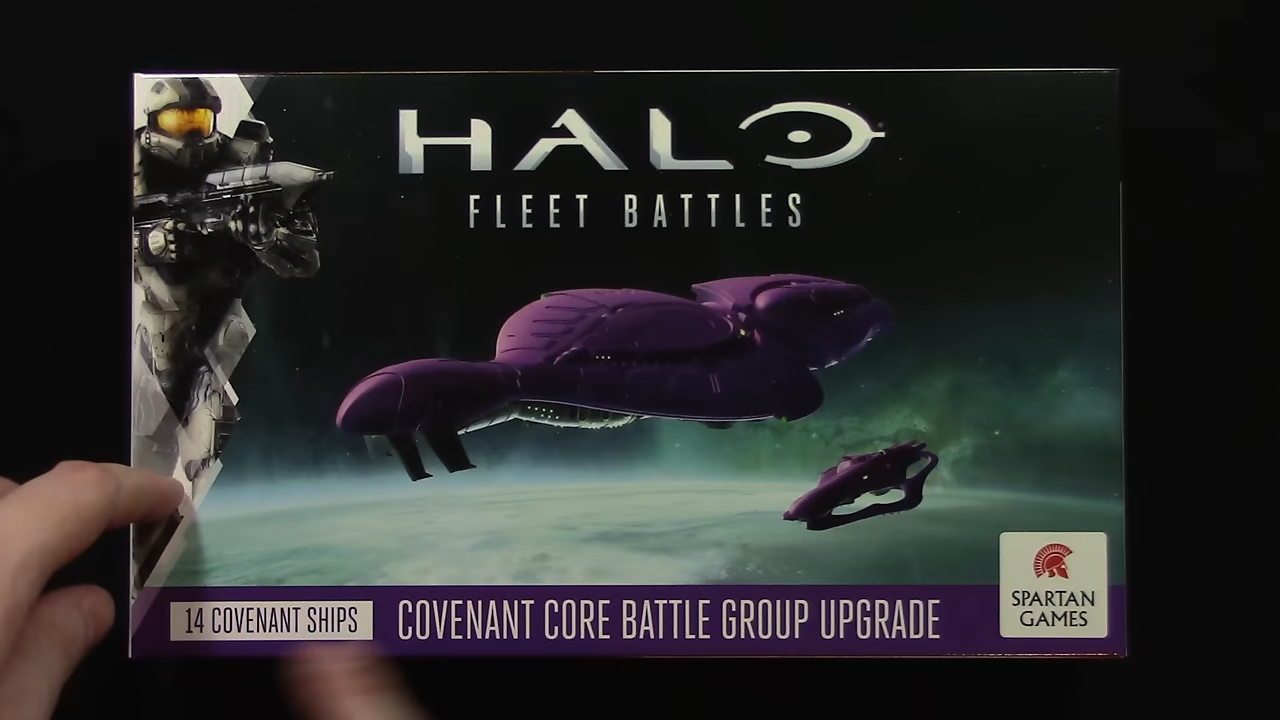 HALO
FLEET BATTLES
14 COVENANT SHIPS
COVENANT CORE BATTLE GROUP UPGRADE
SPARTAN
GAMES